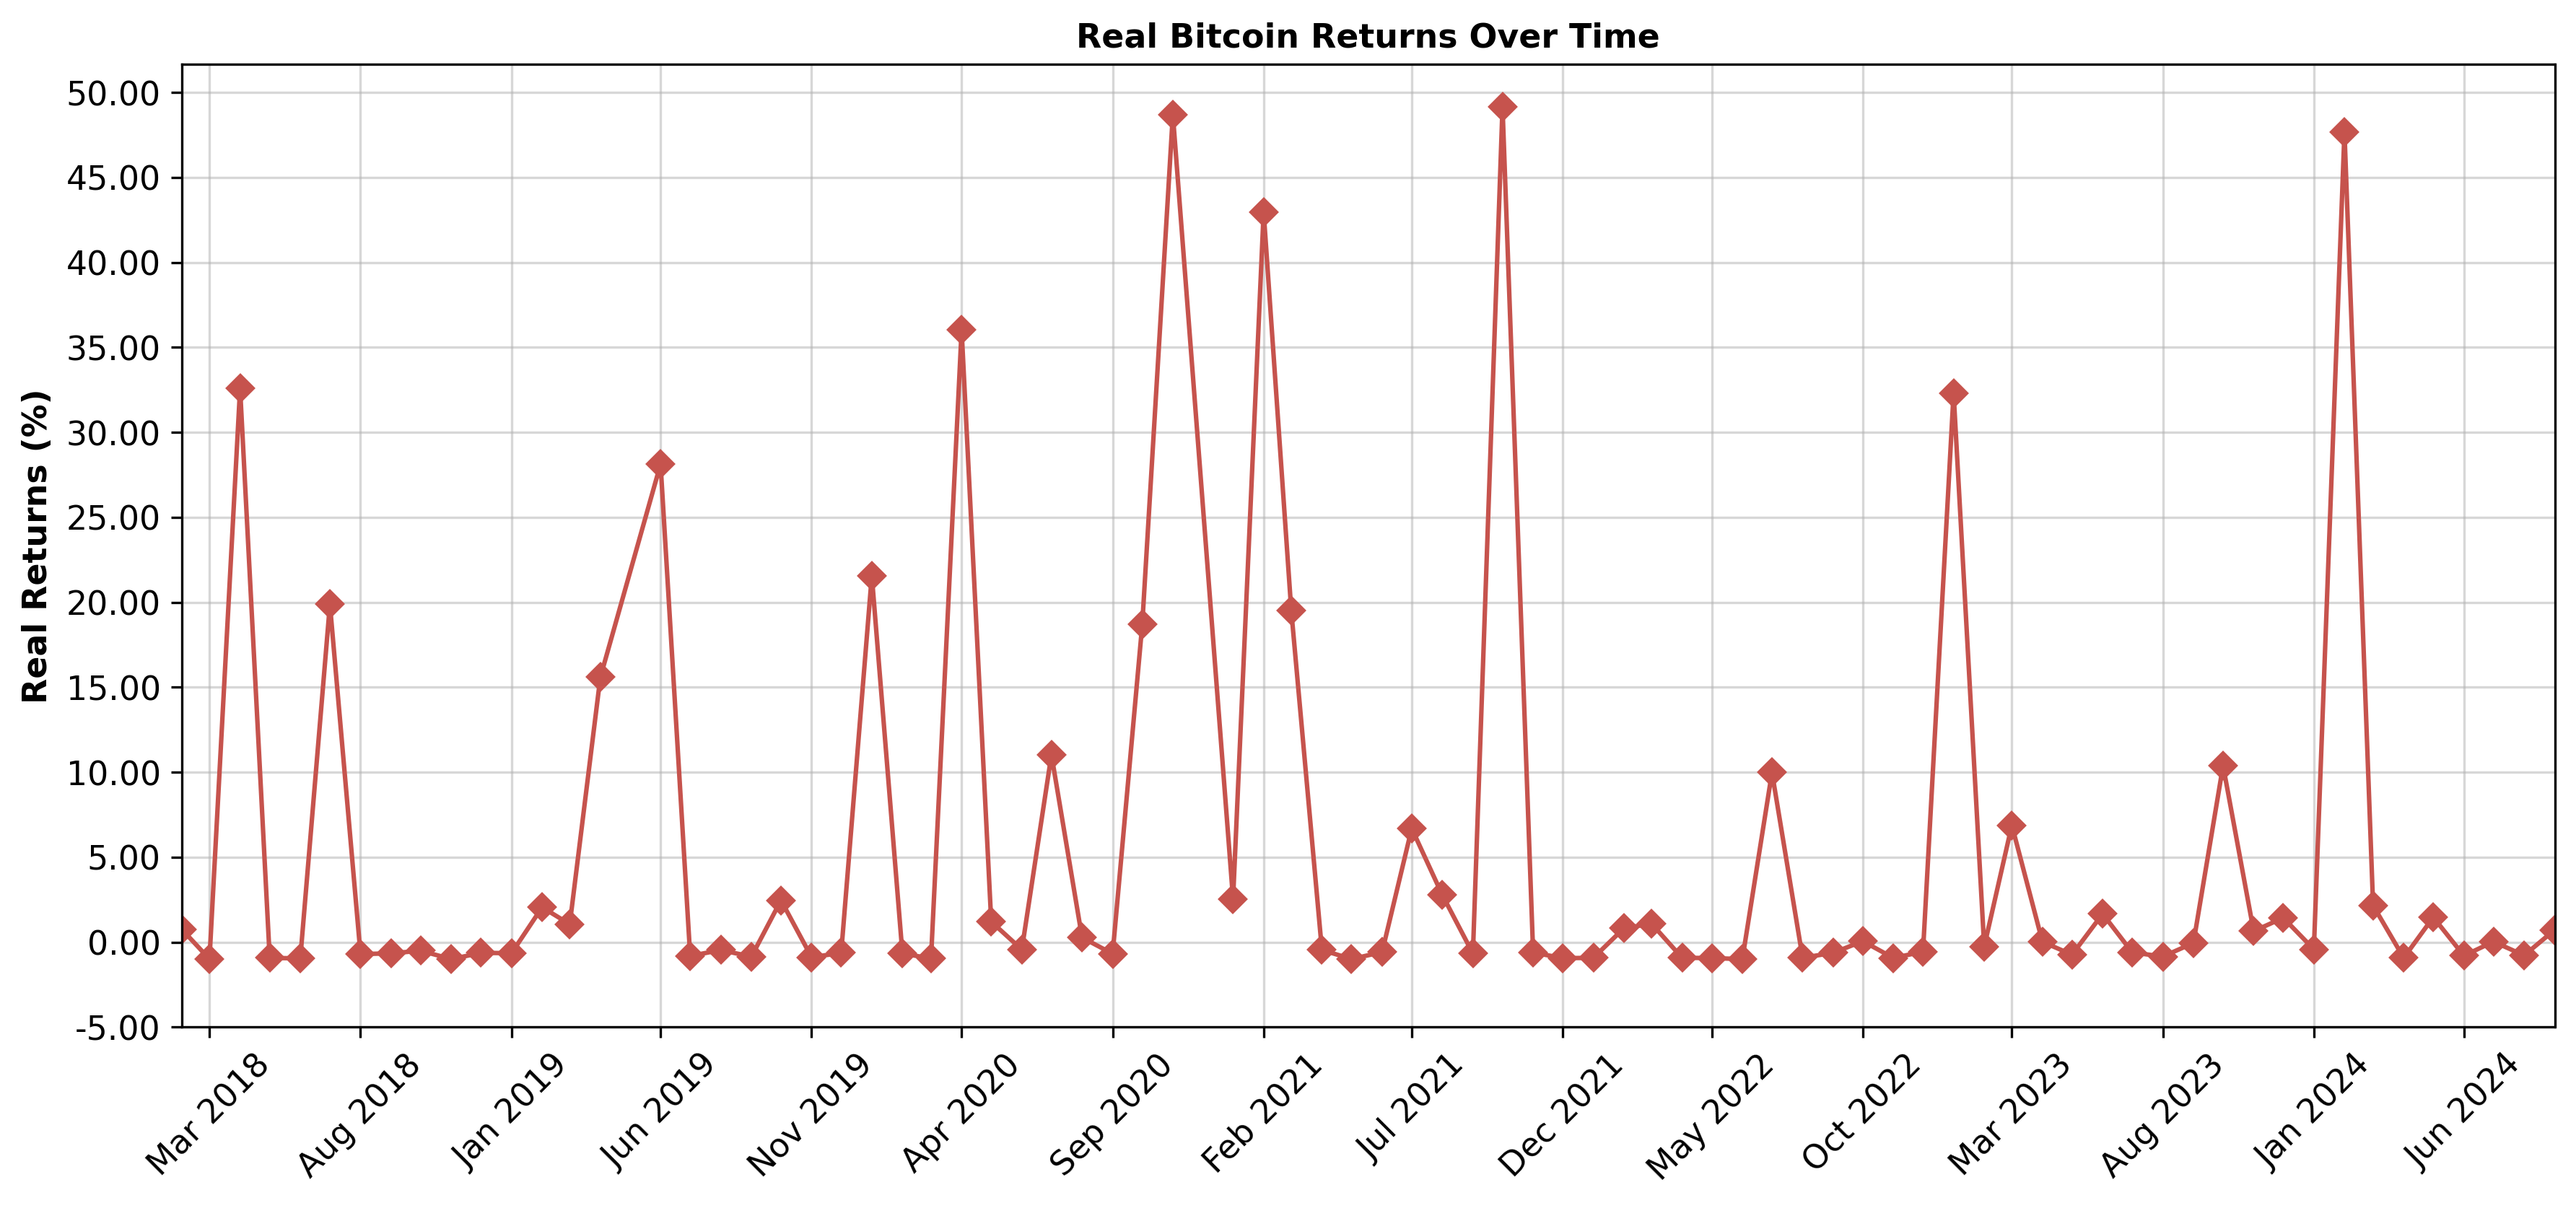 Real Bitcoin Returns Over Time
Real Returns (%)
50.00
45.00
40.00
35.00
30.00
25.00
20.00
15.00
10.00
5.00
0.00
-5.00
Mar 2018
Aug 2018
Jan 2019
Jun 2019
Nov 2019
Apr 2020
Sep 2020
Feb 2021
Jul 2021
Dec 2021
May 2022
Oct 2022
Mar 2023
Aug 2023
Jan 2024
Jun 2024